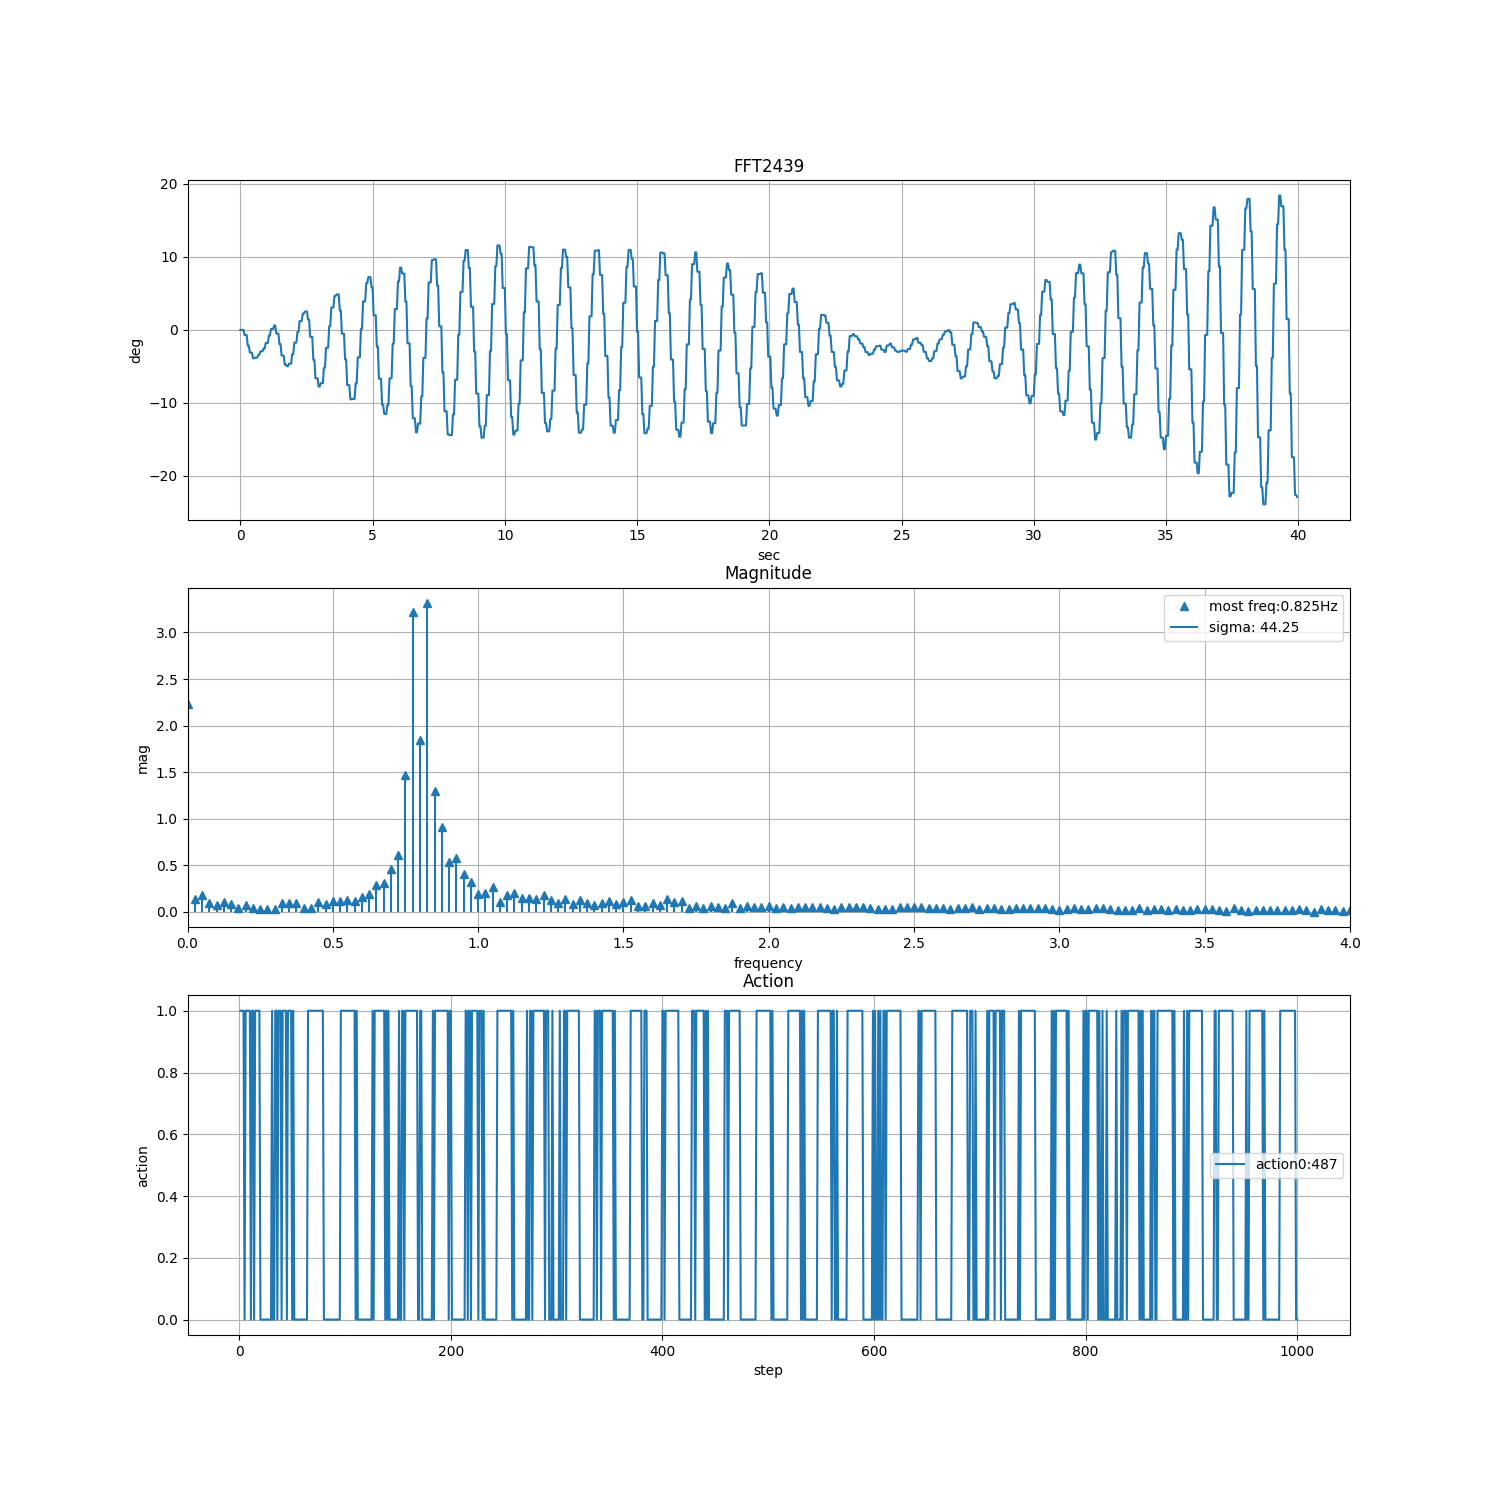 FFT2439
20
10
0
−10
−20
deg
0 5 10 15 20 25 30 35 40
sec
Magnitude
most freq:0.825Hz
sigma: 44.25
3.0
2.5
2.0
1.5
1.0
0.5
0.0
mag
0.0 0.5 1.0 1.5 2.0 2.5 3.0 3.5 4.0
frequency
Action
1.0
0.8
0.6
0.4
0.2
0.0
action
action0:487
0 200 400 600 800 1000
step